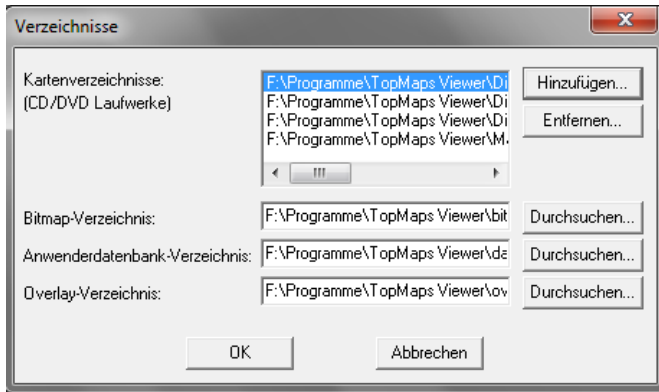 Verzeichnisse
Kartenverzeichnisse:
(CD/DVD Laufwerke)
F:\Programme\TopMaps Viewer\Di
F:\Programme\TopMaps Viewer\Di
F:\Programme\TopMaps Viewer\Di
F:\Programme\TopMaps Viewer\M
Hinzufügen...
Entfernen...
Bitmap-Verzeichnis:
F:\Programme\TopMaps Viewer\bit
Durchsuchen...
Anwenderdatenbank-Verzeichnis:
F:\Programme\TopMaps Viewer\da
Durchsuchen...
Overlay-Verzeichnis:
F:\Programme\TopMaps Viewer\ov
Durchsuchen...
OK
Abbrechen